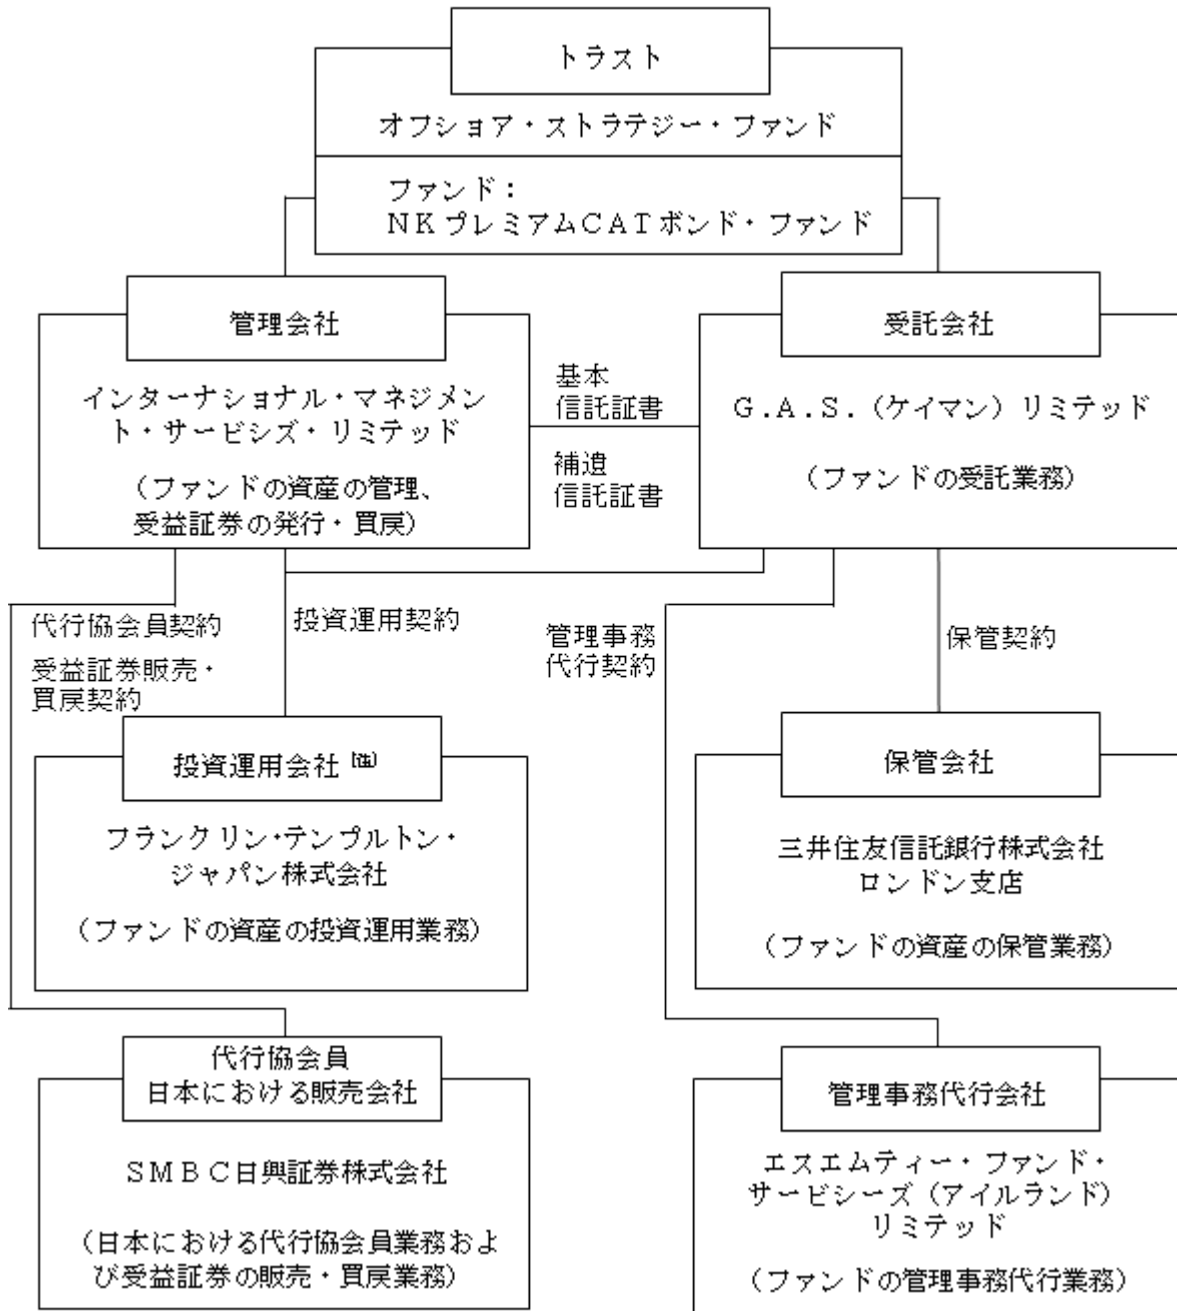 トラスト
オフショア・ストラテジー・ファンド
ファンド：
ＮＫプレミアムＣＡＴボンド・ファンド
管理会社
インターナショナル・マネジメン
ト・サービシズ・リミテッド
（ファンドの資産の管理、
受益証券の発行・買戻）
基本
信託証書
補遺
信託証書
受託会社
Ｇ.Ａ.Ｓ.（ケイマン）リミテッド
（ファンドの受託業務）
代行協会員契約
受益証券販売・
買戻契約
投資運用契約
管理事務
代行契約
保管契約
投資運用会社
フランクリン・テンプルトン・
ジャパン株式会社
（ファンドの資産の投資運用業務）
保管会社
三井住友信託銀行株式会社
ロンドン支店
（ファンドの資産の保管業務）
代行協会員
日本における販売会社
ＳＭＢＣ日興証券株式会社
（日本における代行協会員業務およ
び受益証券の販売・買戻業務）
管理事務代行会社
エスエムティー・ファンド・
サービシーズ（アイルランド）
リミテッド
（ファンドの管理事務代行業務）